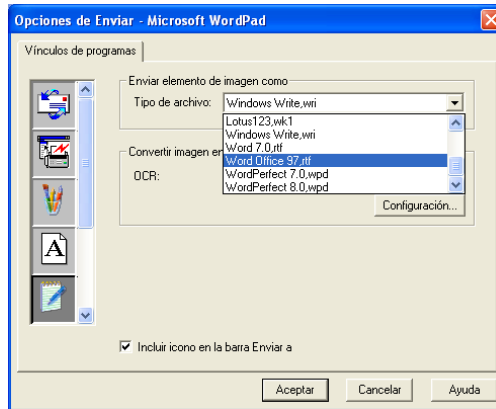 Opciones de Enviar - Microsoft WordPad
Vínculos de programas
Enviar elemento de imagen como
Tipo de archivo: Windows Write,wri
Lotus123,wk1
Windows Write,wri
Word 7.0,rtf
Word Office 97,rtf
WordPerfect 7.0,wpd
WordPerfect 8.0,wpd
Convertir imagen en
OCR:
Configuración...
A
Incluir icono en la barra Enviar a
Aceptar Cancelar Ayuda